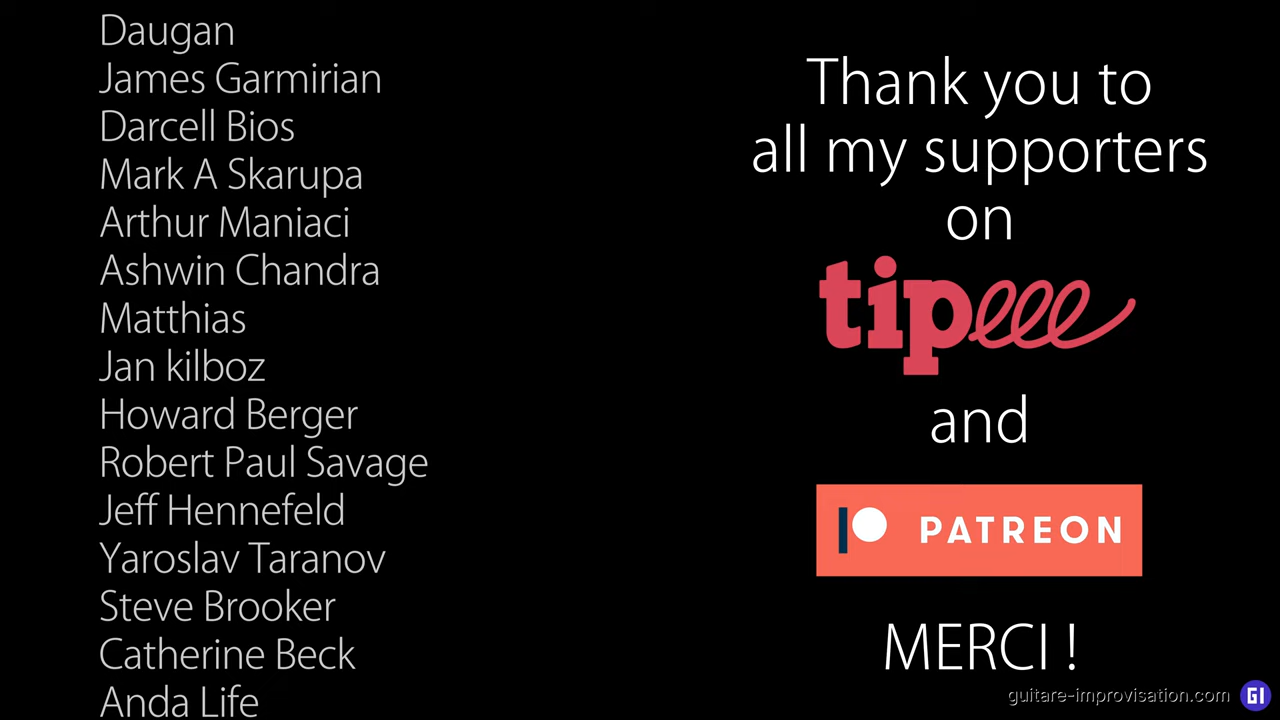 Daugan
James Garmirian
Darcell Bios
Mark A Skarupa
Arthur Maniaci
Ashwin Chandra
Matthias
Jan kilboz
Howard Berger
Robert Paul Savage
Jeff Hennefeld
Yaroslav Taranov
Steve Brooker
Catherine Beck
Anda Life
Thank you to
all my supporters
on
tipeee
and
PATREON
MERCI !
guitare-improvisation.com GI